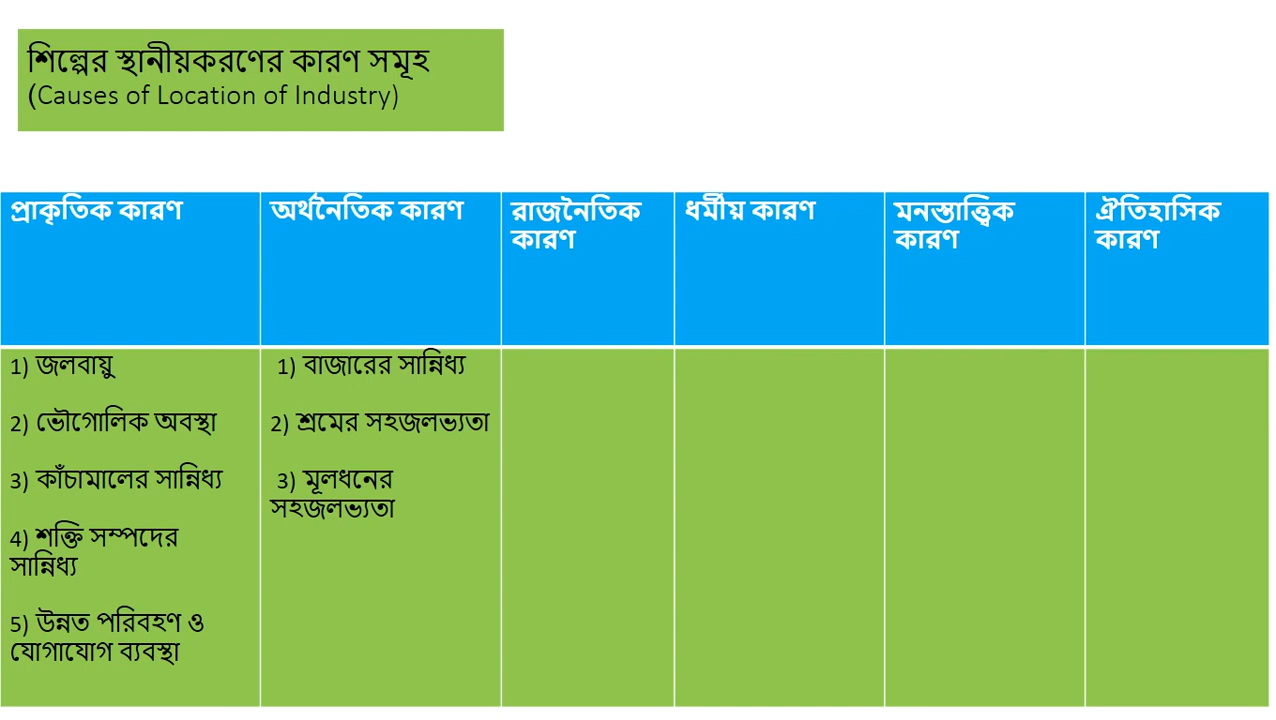 শিল্পের স্থানীয়করণের কারণ সমূহ
(Causes of Location of Industry)
প্রাকৃতিক কারণ
অর্থনৈতিক কারণ
রাজনৈতিক
কারণ
ধর্মীয় কারণ
মনস্তাত্ত্বিক
কারণ
ঐতিহাসিক
কারণ
1) জলবায়ু
2) ভৌগোলিক অবস্থা
3) কাঁচামালের সান্নিধ্য
4) শক্তি সম্পদের
সান্নিধ্য
5) উন্নত পরিবহণ ও
যোগাযোগ ব্যবস্থা
1) বাজারের সান্নিধ্য
2) শ্রমের সহজলভ্যতা
3) মূলধনের
সহজলভ্যতা